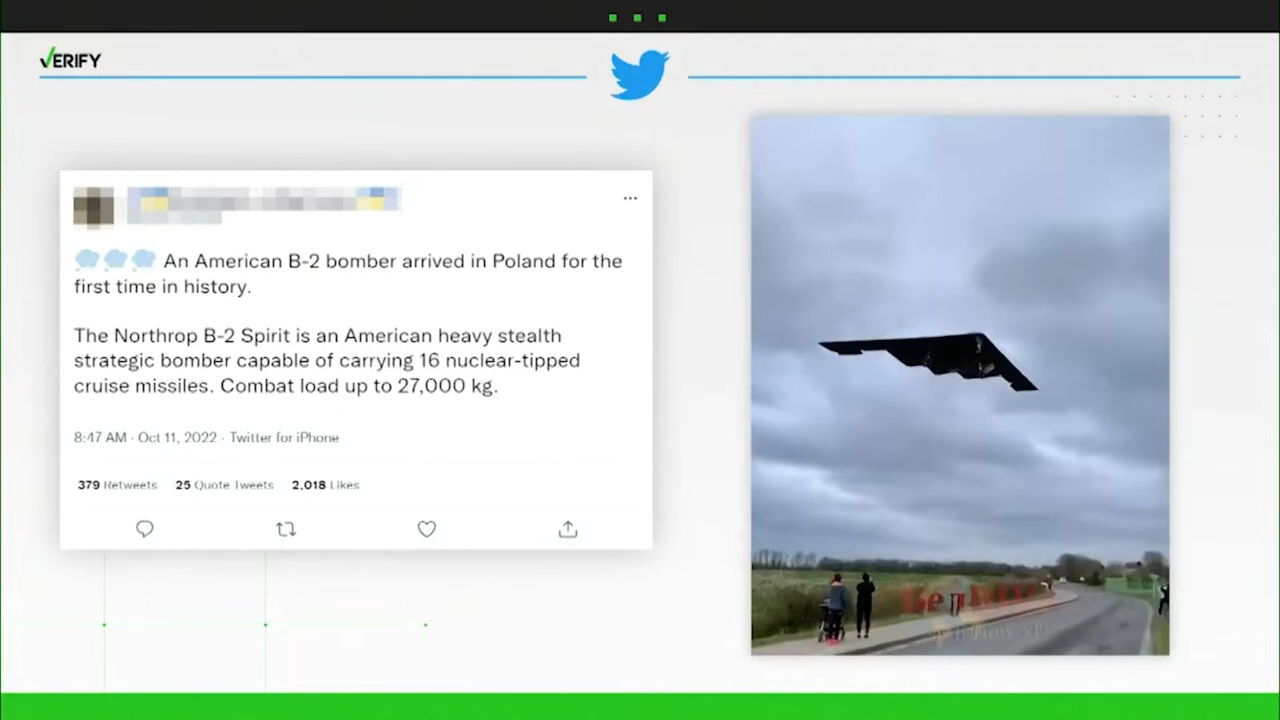 VERIFY
An American B-2 bomber arrived in Poland for the
first time in history.
The Northrop B-2 Spirit is an American heavy stealth
strategic bomber capable of carrying 16 nuclear-tipped
cruise missiles. Combat load up to 27,000 kg.
8:47 AM · Oct 11, 2022 · Twitter for iPhone
379 Retweets 25 Quote Tweets 2,018 Likes